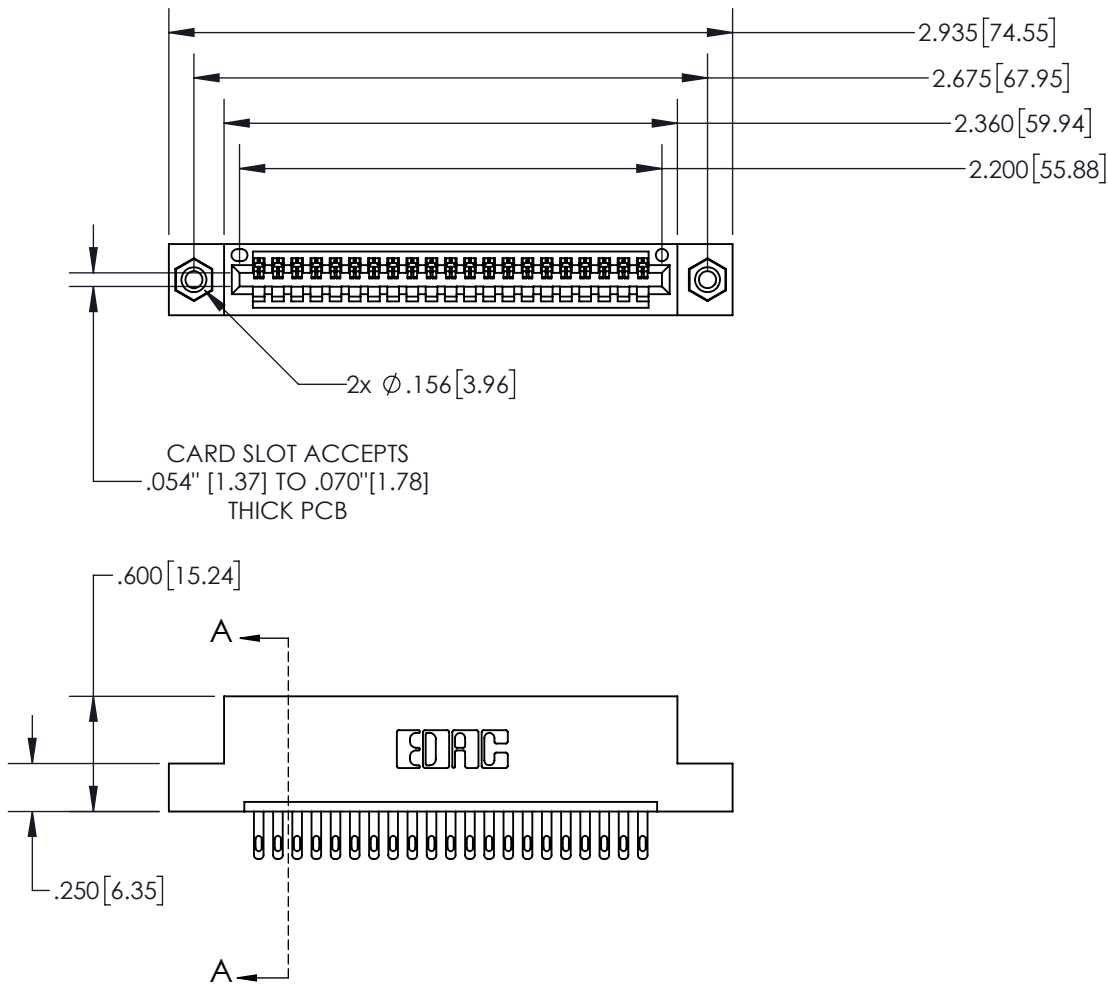 2.935[74.55]
2.675[67.95]
2.360[59.94]
2.200[55.88]
2x ∅.156[3.96]
CARD SLOT ACCEPTS
.054" [1.37] TO .070"[1.78]
THICK PCB
.600[15.24]
A
EDAC
.250[6.35]
A